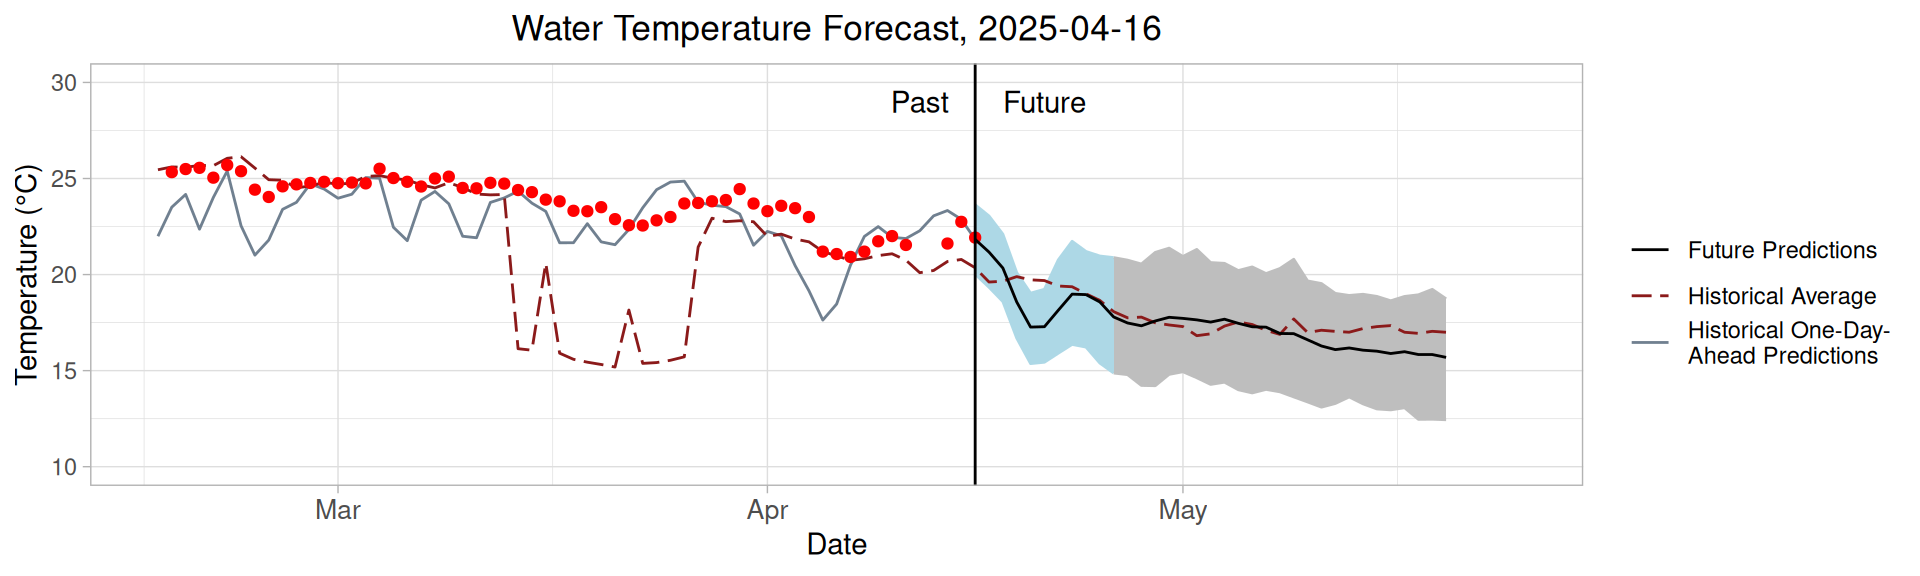 Water Temperature Forecast, 2025-04-16
30
25
20
15
10
Temperature (°C)
Past
Future
Mar
Apr
May
Date
Future Predictions
Historical Average
Historical One-Day-
Ahead Predictions